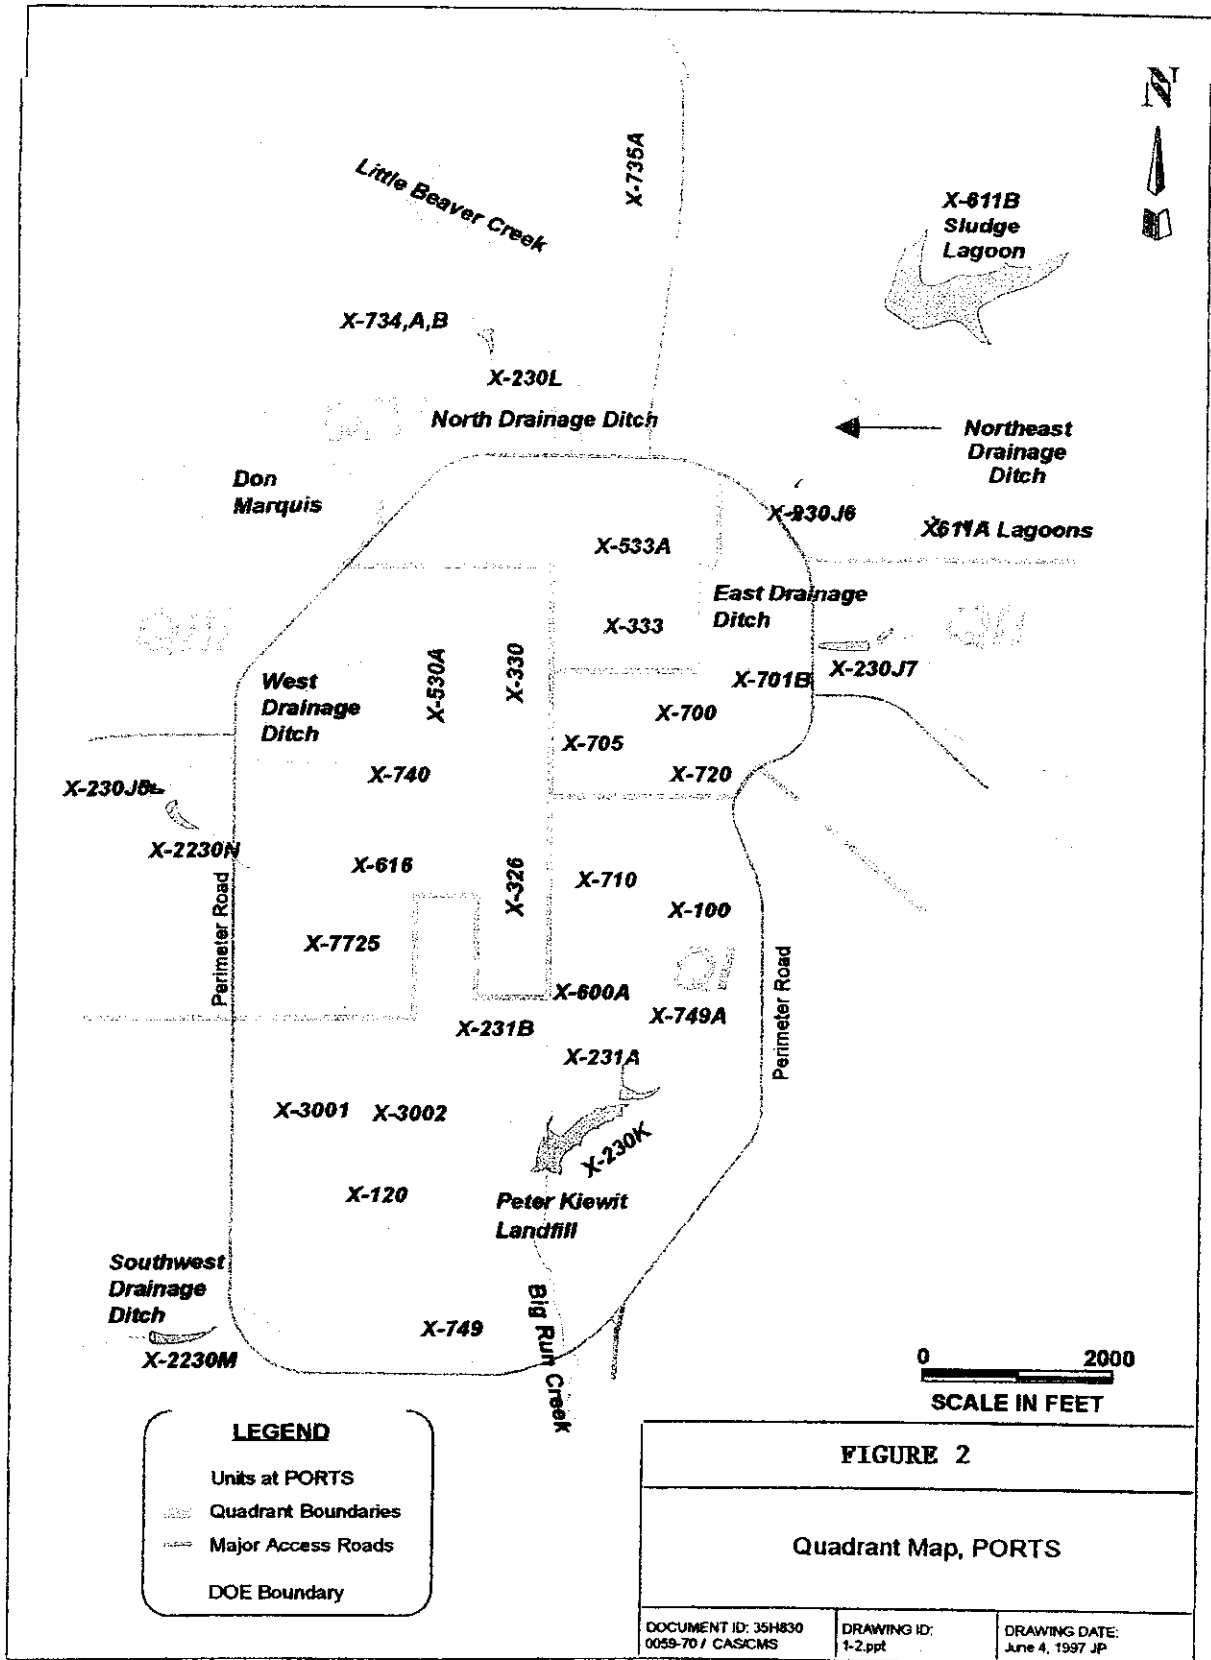 N
X-735A
Little Beaver Creek
X-611B
Sludge
Lagoon
X-734,A,B
X-230L
North Drainage Ditch
Northeast
Drainage
Ditch
Don
Marquis
X-230J6
X611A Lagoons
X-533A
East Drainage
Ditch
X-333
X-230J7
X-701B
West
Drainage
Ditch
X-530A
X-330
X-700
X-705
X-720
X-740
X-230J5
X-2230N
X-616
X-326
X-710
X-100
X-7725
Perimeter Road
X-600A
X-749A
X-231B
X-231A
Perimeter Road
X-3001
X-3002
X-230K
X-120
Peter Kiewit
Landfill
Southwest
Drainage
Ditch
Big Run Creek
X-749
X-2230M
0 2000
SCALE IN FEET
LEGEND
Units at PORTS
Quadrant Boundaries
Major Access Roads
DOE Boundary
FIGURE 2
Quadrant Map, PORTS
DOCUMENT ID: 35H830
0059-70 / CAS/CMS
DRAWING ID:
1-2.ppt
DRAWING DATE:
June 4, 1997 JP